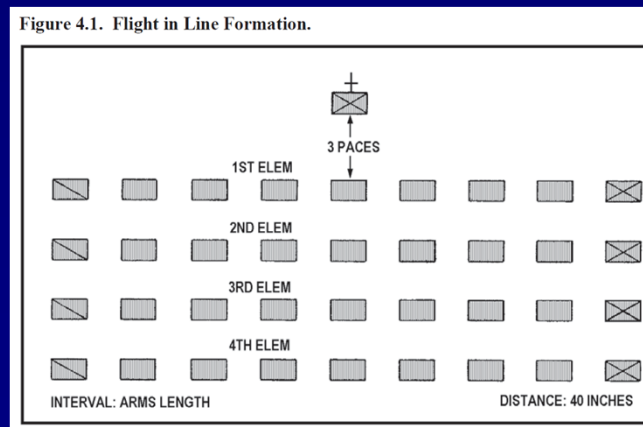 Figure 4.1. Flight in Line Formation.
3 PACES
1ST ELEM
2ND ELEM
3RD ELEM
4TH ELEM
INTERVAL: ARMS LENGTH
DISTANCE: 40 INCHES